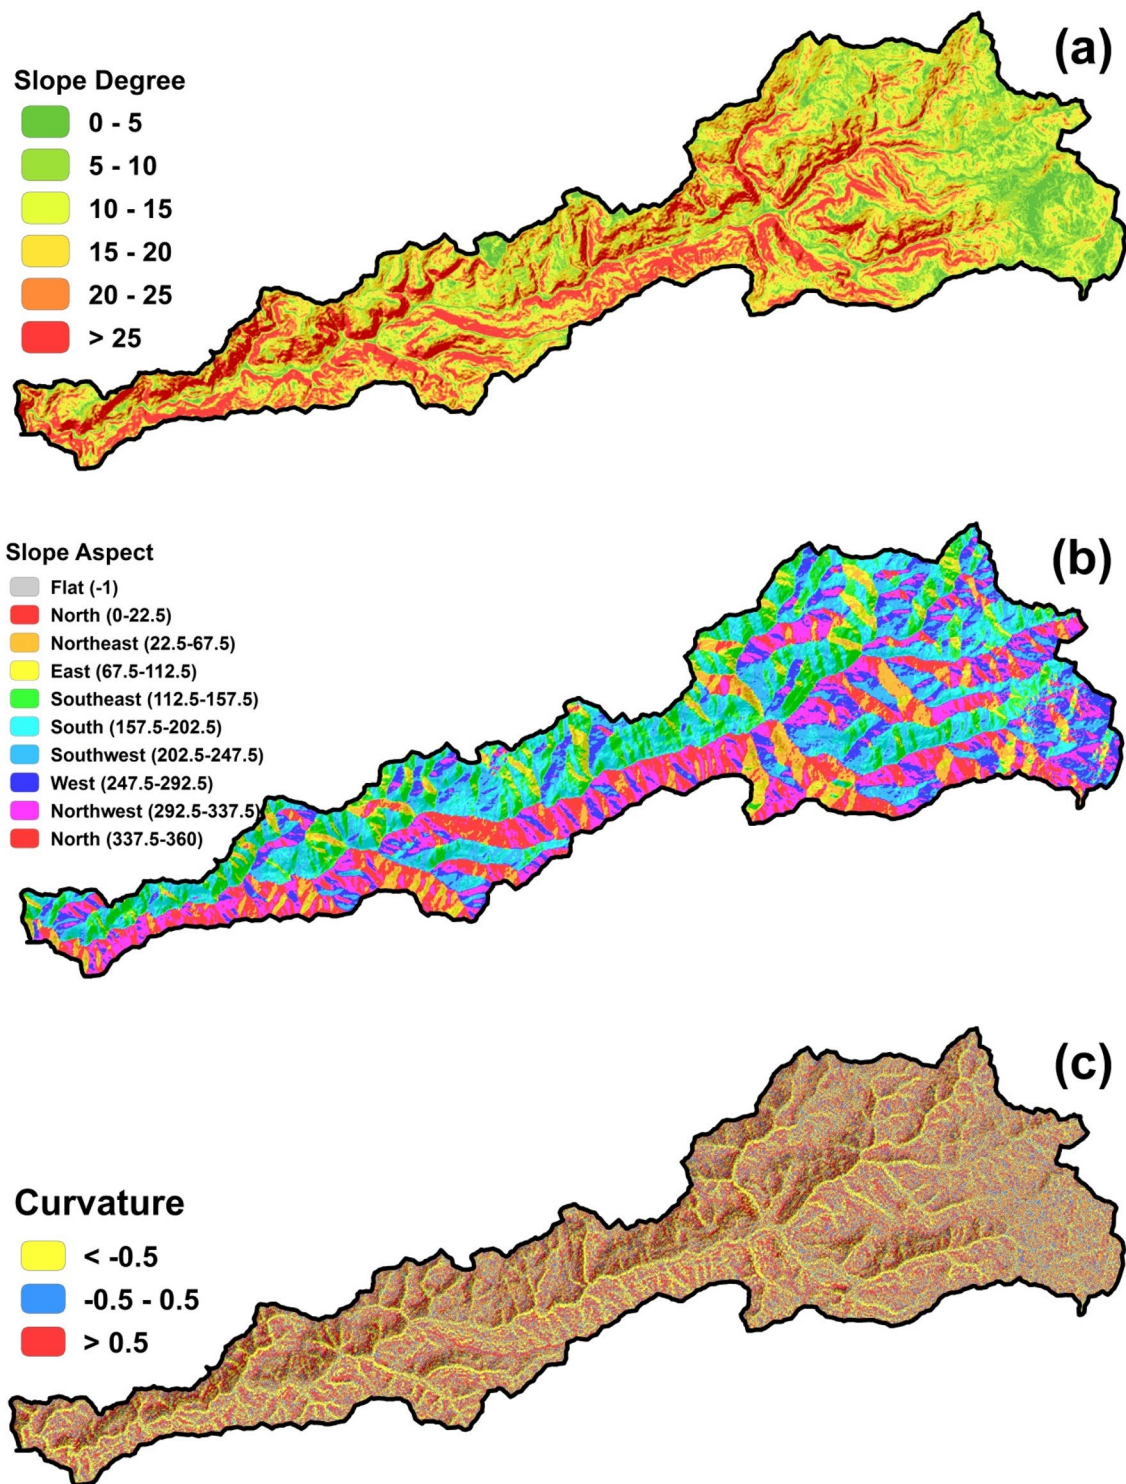 (a)
Slope Degree
0 - 5
5 - 10
10 - 15
15 - 20
20 - 25
> 25
(b)
Slope Aspect
Flat (-1)
North (0-22.5)
Northeast (22.5-67.5)
East (67.5-112.5)
Southeast (112.5-157.5)
South (157.5-202.5)
Southwest (202.5-247.5)
West (247.5-292.5)
Northwest (292.5-337.5)
North (337.5-360)
(c)
Curvature
< -0.5
-0.5 - 0.5
> 0.5